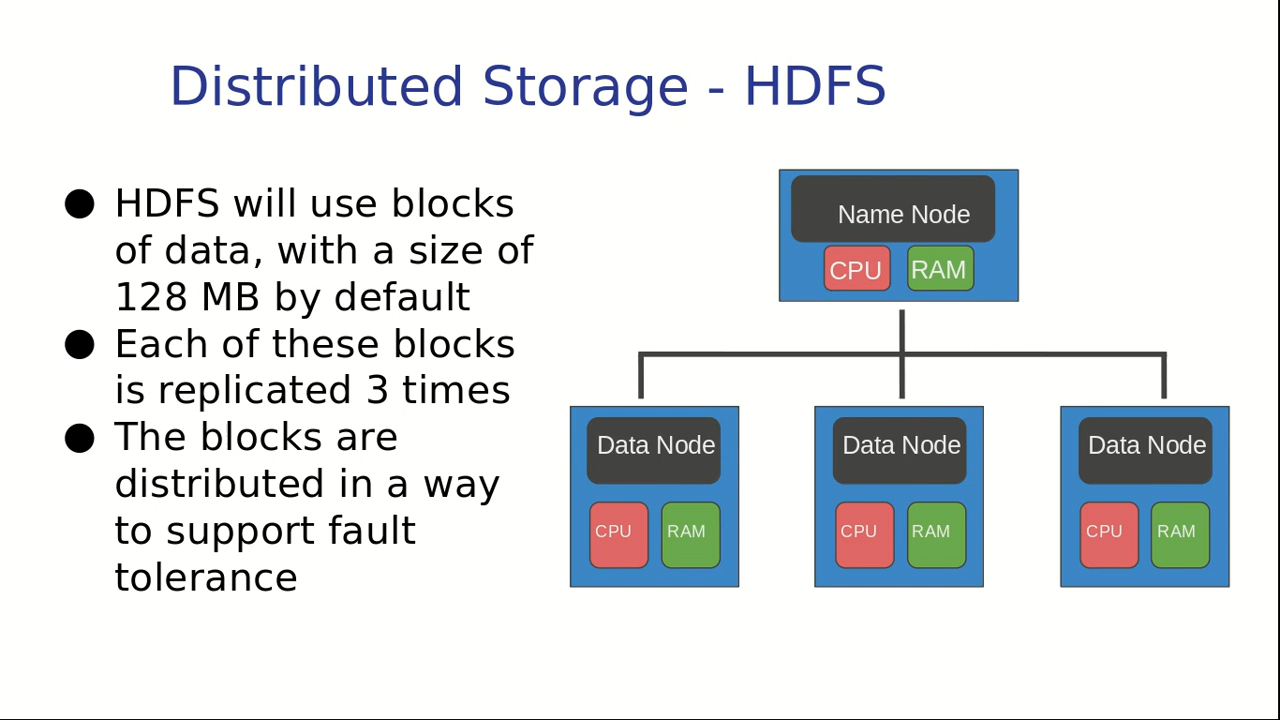 Distributed Storage - HDFS
● HDFS will use blocks
of data, with a size of
128 MB by default
● Each of these blocks
is replicated 3 times
● The blocks are
distributed in a way
to support fault
tolerance
Name Node
CPU RAM
Data Node
CPU RAM
Data Node
CPU RAM
Data Node
CPU RAM